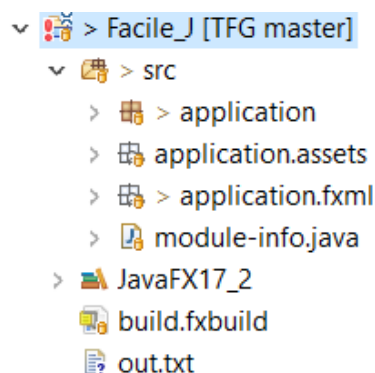 > Facile_J [TFG master]
> src
> application
application.assets
> application.fxml
module-info.java
JavaFX17_2
build.fxbuild
out.txt